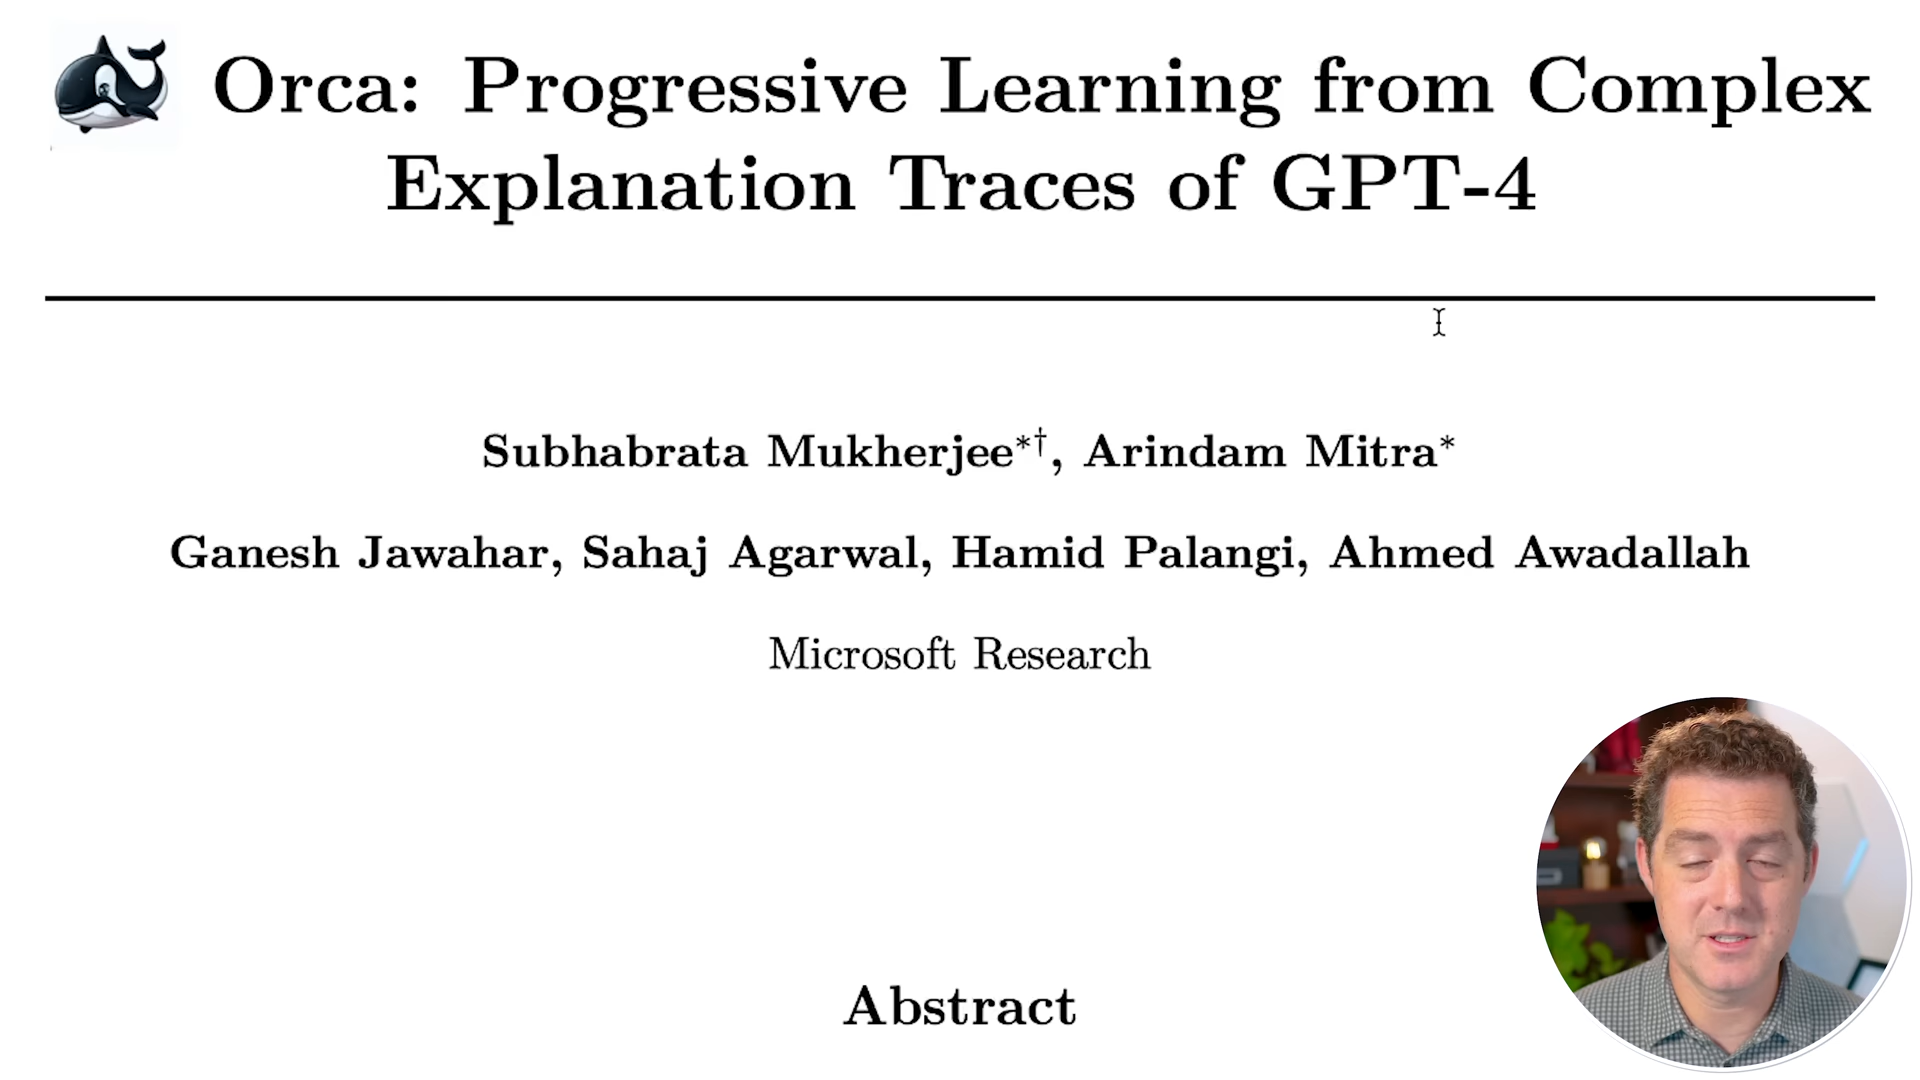 Orca: Progressive Learning from Complex
Explanation Traces of GPT-4
Subhabrata Mukherjee*†, Arindam Mitra*
Ganesh Jawahar, Sahaj Agarwal, Hamid Palangi, Ahmed Awadallah
Microsoft Research
Abstract